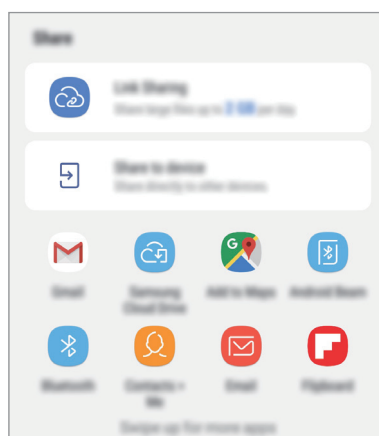 Share
Link Sharing
Share large files up to 2 GB per day.
Share to device
Share directly to other devices.
G
Gmail
Samsung
Cloud Drive
Add to Maps
Android Beam
Bluetooth
Contacts >
Me
Email
Flipboard
Swipe up for more apps